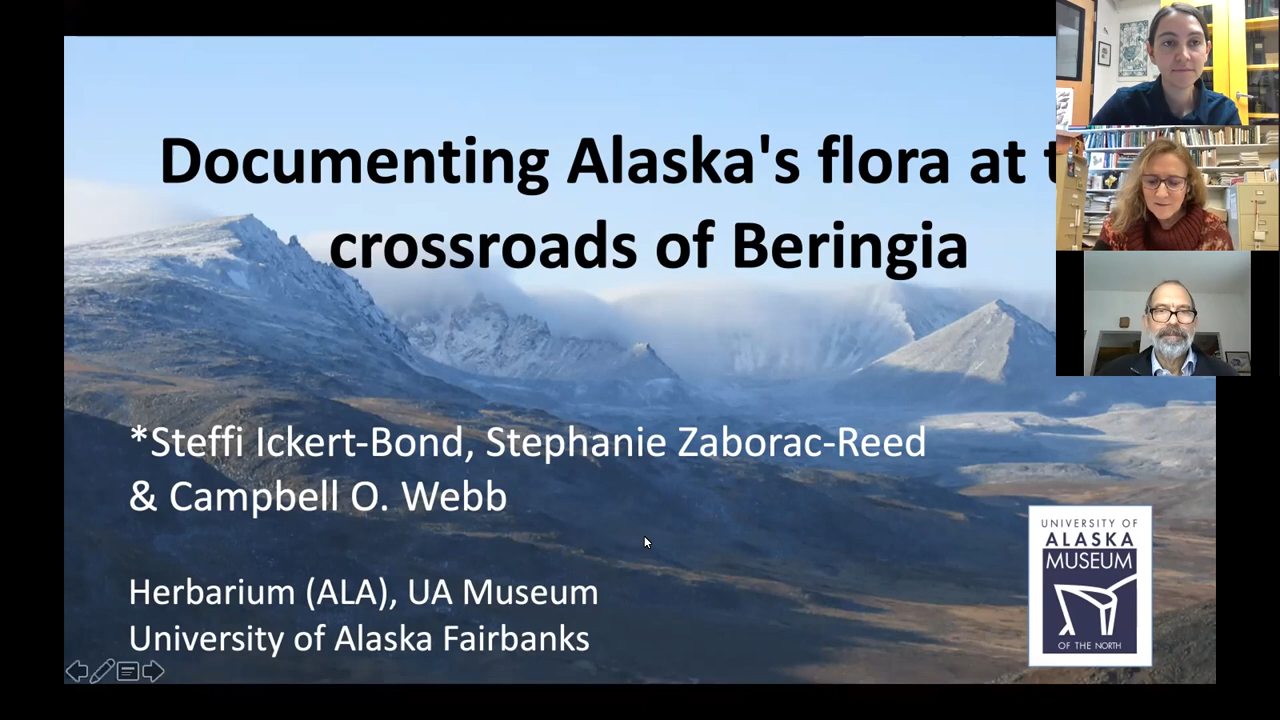 Documenting Alaska's flora at t
crossroads of Beringia
*Steffi Ickert-Bond, Stephanie Zaborac-Reed
& Campbell O. Webb
Herbarium (ALA), UA Museum
University of Alaska Fairbanks
UNIVERSITY OF
ALASKA
MUSEUM
OF THE NORTH